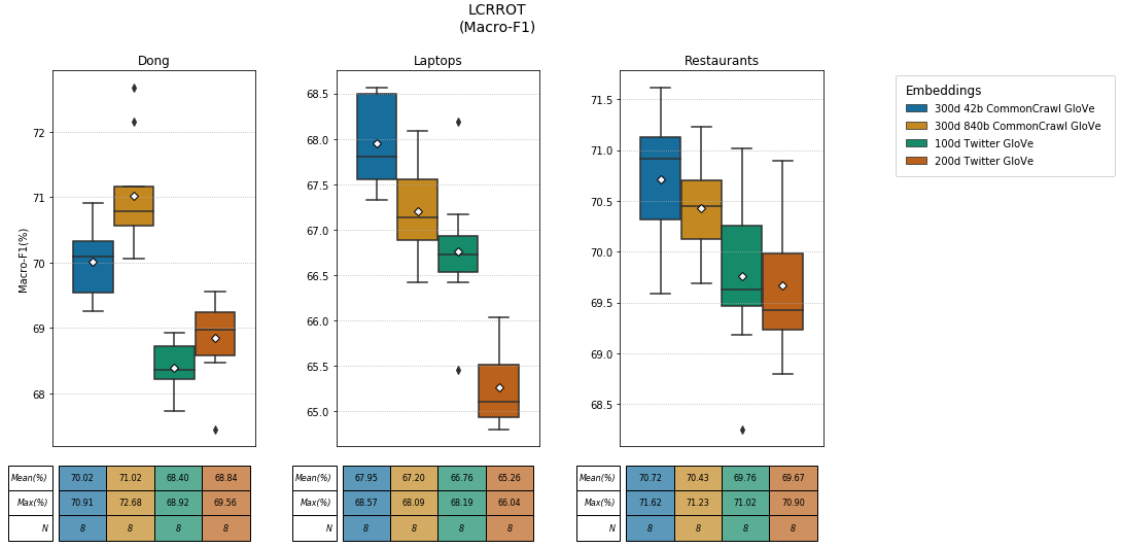 LCRROT
(Macro-F1)
Dong
Laptops
Restaurants
Macro-F1(%)
72
71
70
69
68
68.5
68.0
67.5
67.0
66.5
66.0
65.5
65.0
71.5
71.0
70.5
70.0
69.5
69.0
68.5
Embeddings
300d 42b CommonCrawl GloVe
300d 840b CommonCrawl GloVe
100d Twitter GloVe
200d Twitter GloVe
Mean(%) 70.02 71.02 68.40 68.84
Max(%) 70.91 72.68 68.92 69.56
N 8 8 8 8
Mean(%) 67.95 67.20 66.76 65.26
Max(%) 68.57 68.09 68.19 66.04
N 8 8 8 8
Mean(%) 70.72 70.43 69.76 69.67
Max(%) 71.62 71.23 71.02 70.90
N 8 8 8 8